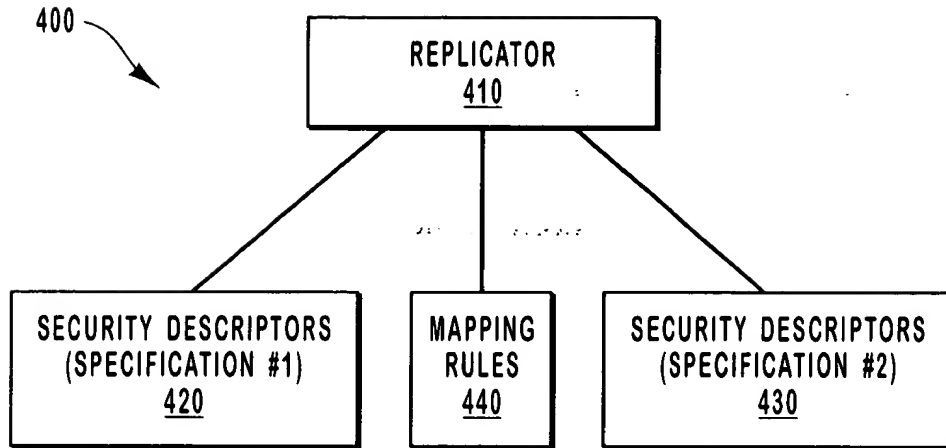 400
REPLICATOR
410
SECURITY DESCRIPTORS
(SPECIFICATION #1)
420
MAPPING
RULES
440
SECURITY DESCRIPTORS
(SPECIFICATION #2)
430